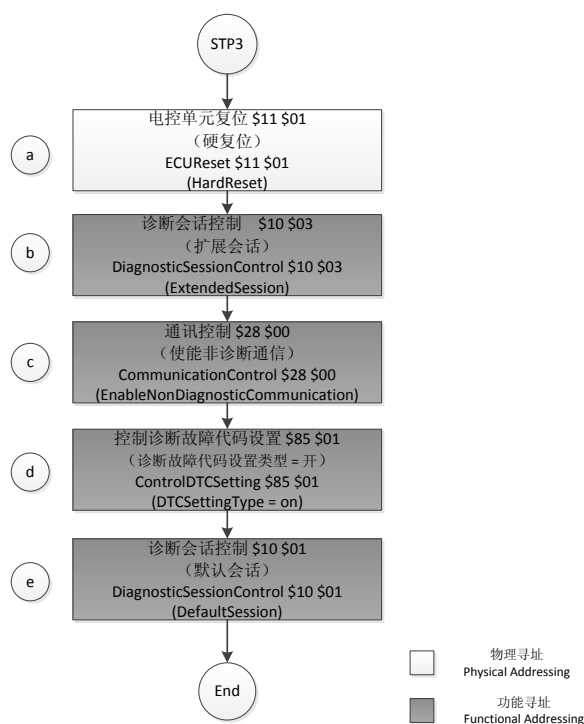 STP3
a
电控单元复位 $11 $01
（硬复位）
ECUReset $11 $01
(HardReset)
b
诊断会话控制 $10 $03
（扩展会话）
DiagnosticSessionControl $10 $03
(ExtendedSession)
c
通讯控制 $28 $00
（使能非诊断通信）
CommunicationControl $28 $00
(EnableNonDiagnosticCommunication)
d
控制诊断故障代码设置 $85 $01
（诊断故障代码设置类型 = 开）
ControlDTCSetting $85 $01
(DTCSettingType = on)
e
诊断会话控制 $10 $01
（默认会话）
DiagnosticSessionControl $10 $01
(DefaultSession)
End
物理寻址
Physical Addressing
功能寻址
Functional Addressing